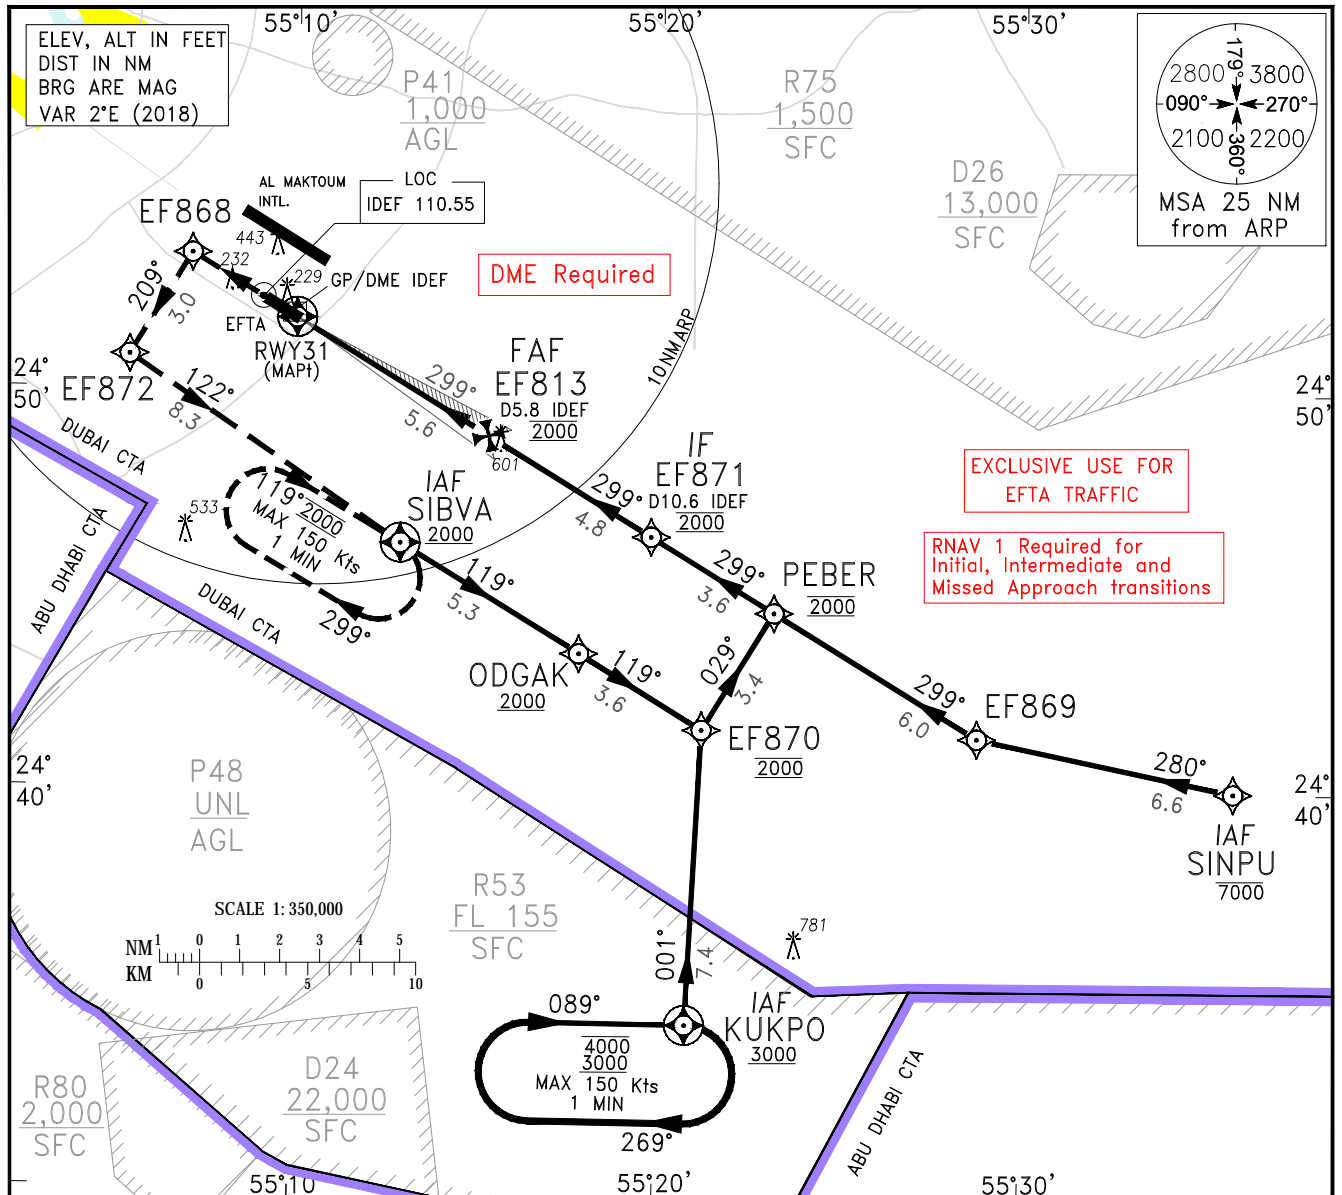 ELEV, ALT IN FEET
DIST IN NM
BRG ARE MAG
VAR 2°E (2018)
55°10'
55°20'
55°30'
179°
2800
3800
090°
270°
2100
2200
360°
MSA 25 NM
from ARP
P41
1,000
AGL
R75
1,500
SFC
D26
13,000
SFC
AL MAKTOUM
INTL.
LOC
IDEF 110.55
EF868
443
232
229
GP/DME IDEF
DME Required
209°
3.0
EFTA
RWY31
(MAPt)
10NM ARP
FAF
EF813
D5.8 IDEF
2000
299°
5.6
601
24°
50'
24°
50'
EF872
122°
8.3
DUBAI CTA
IF
EF871
D10.6 IDEF
2000
299°
4.8
EXCLUSIVE USE FOR
EFTA TRAFFIC
IAF
SIBVA
2000
119°
2000
MAX 150 Kts
1 MIN
299°
533
ABU DHABI CTA
DUBAI CTA
RNAV 1 Required for
Initial, Intermediate and
Missed Approach transitions
299°
3.6
PEBER
2000
119°
5.3
ODGAK
2000
119°
3.6
029°
3.4
EF870
2000
299°
6.0
EF869
280°
6.6
IAF
SINPU
7000
24°
40'
24°
40'
P48
UNL
AGL
R53
FL 155
SFC
SCALE 1:350,000
NM
1 0 1 2 3 4 5
KM
0 5 10
781
001°
7.4
IAF
KUKPO
3000
089°
4000
3000
MAX 150 Kts
1 MIN
269°
R80
2,000
SFC
D24
22,000
SFC
ABU DHABI CTA
55°10'
55°20'
55°30'